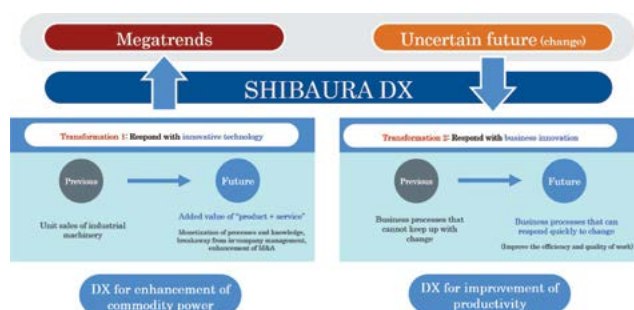 Megatrends
Uncertain future (change)
SHIBAURA DX
Transformation 1: Respond with innovative technology
Previous
Future
Unit sales of industrial
machinery
Added value of "product + service"
Monetization of processes and knowledge,
breakaway from in-company management,
enhancement of M&A
DX for enhancement of
commodity power
Transformation 2: Respond with business innovation
Previous
Future
Business processes that
cannot keep up with
change
Business processes that can
respond quickly to change
(Improve the efficiency and quality of work)
DX for improvement of
productivity